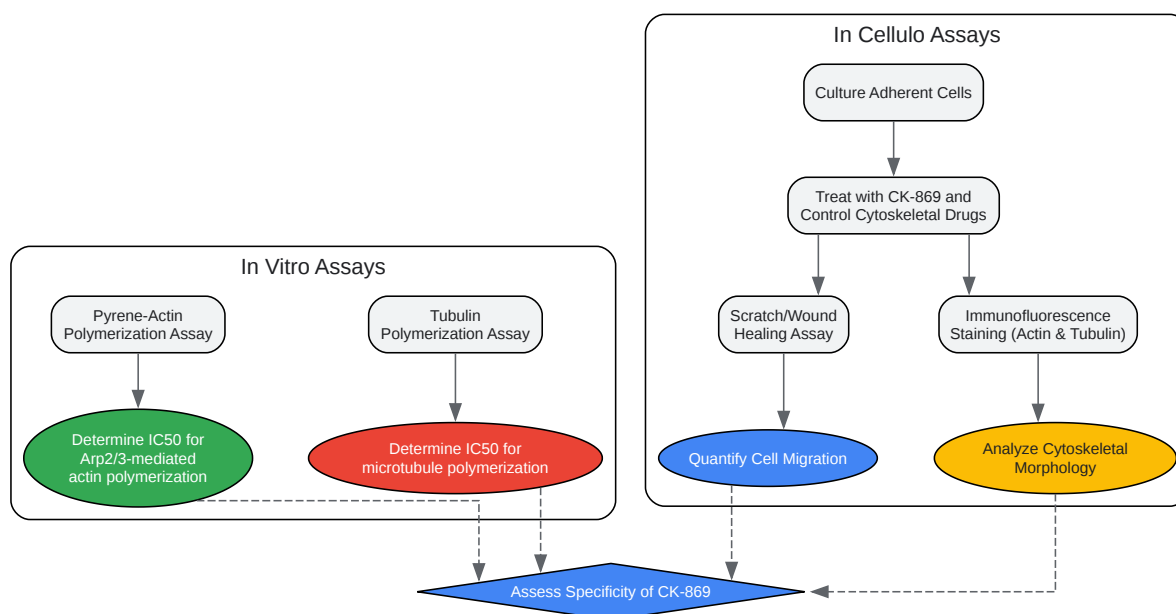 In Cellulo Assays
Culture Adherent Cells
Treat with CK-869 and
Control Cytoskeletal Drugs
In Vitro Assays
Pyrene-Actin
Polymerization Assay
Tubulin
Polymerization Assay
Scratch/Wound
Healing Assay
Immunofluorescence
Staining (Actin & Tubulin)
Determine IC50 for
Arp2/3-mediated
actin polymerization
Determine IC50 for
microtubule polymerization
Quantify Cell Migration
Analyze Cytoskeletal
Morphology
Assess Specificity of CK-869